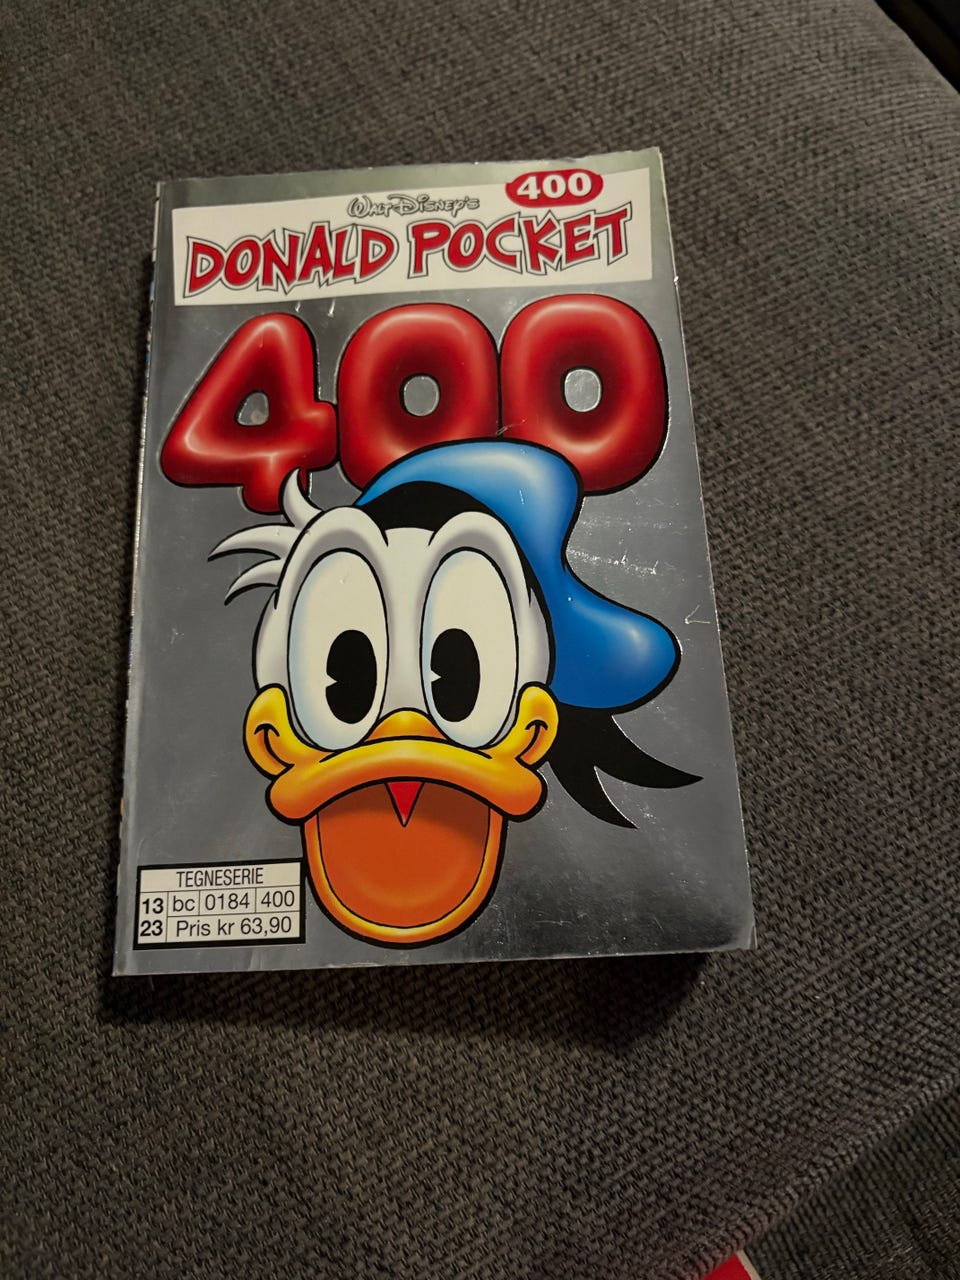 400
WALT DISNEY'S
DONALD POCKET
400
TEGNESERIE
13 bc 0184 400
23 Pris kr 63,90